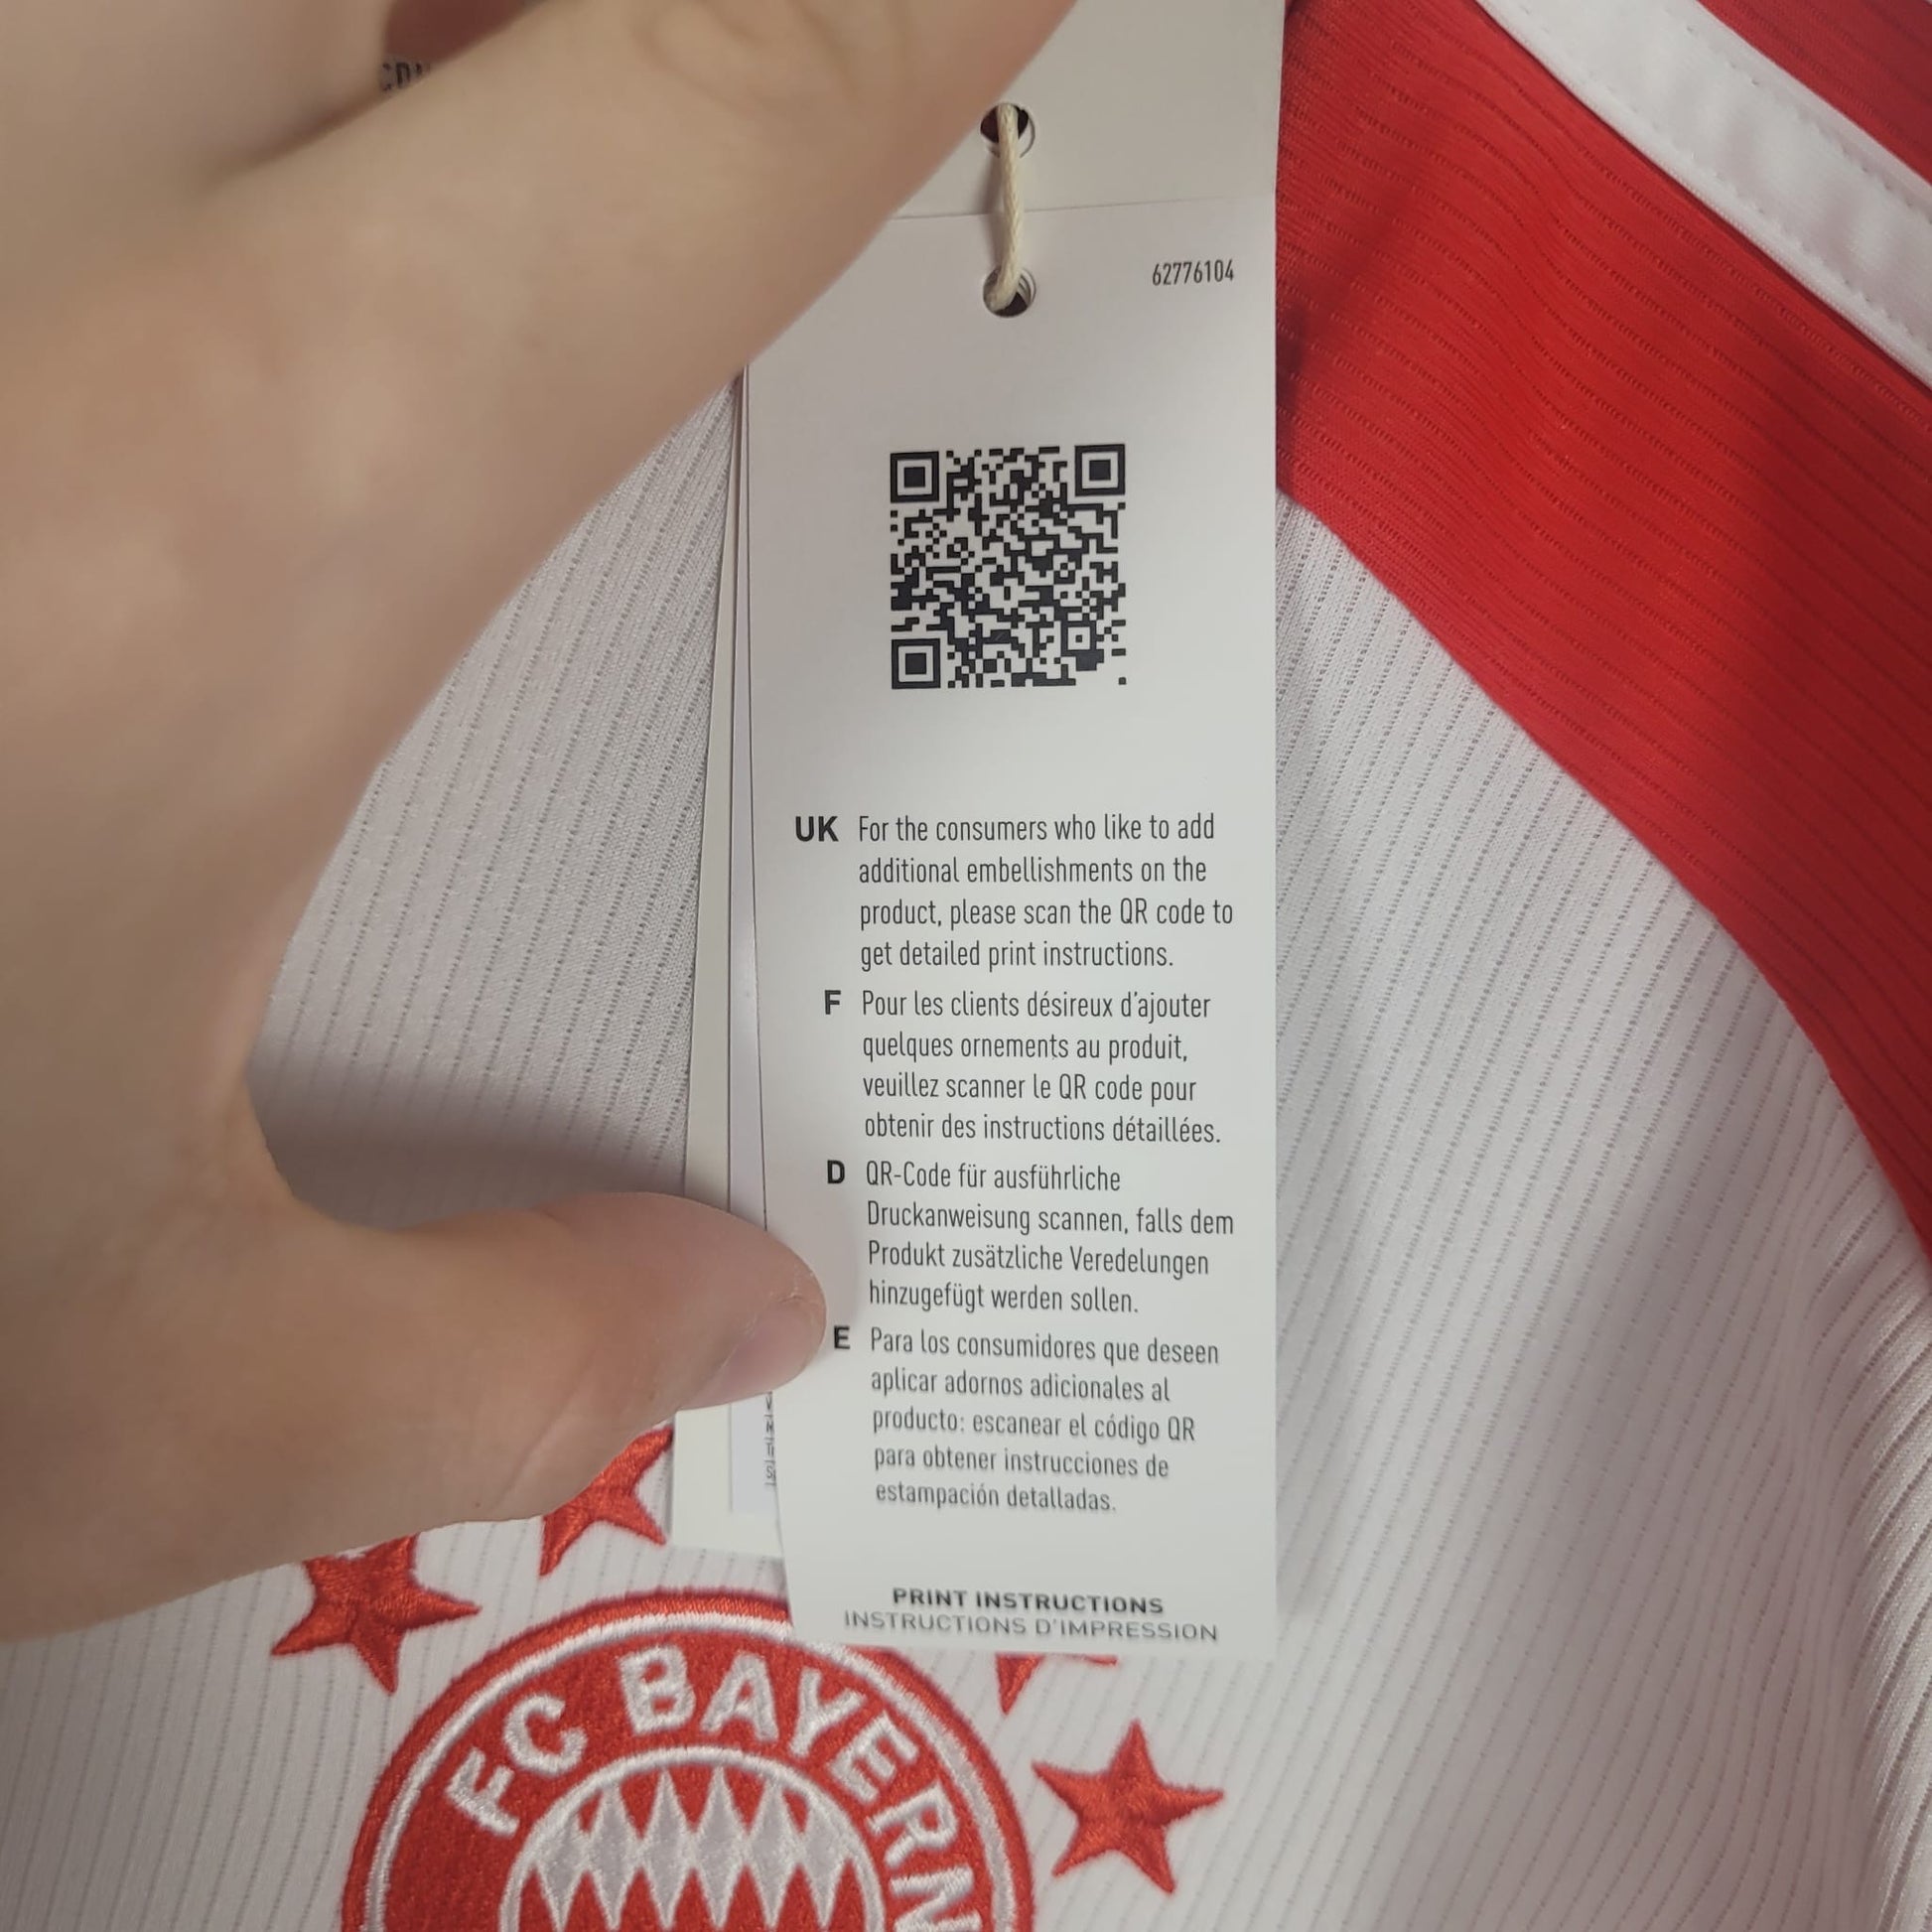 62776104
UK For the consumers who like to add
additional embellishments on the
product, please scan the QR code to
get detailed print instructions.
F Pour les clients désireux d'ajouter
quelques ornements au produit,
veuillez scanner le QR code pour
obtenir des instructions détaillées.
D QR-Code für ausführliche
Druckanweisung scannen, falls dem
Produkt zusätzliche Veredelungen
hinzugefügt werden sollen.
E Para los consumidores que deseen
aplicar adornos adicionales al
producto: escanear el código QR
para obtener instrucciones de
estampación detalladas.
PRINT INSTRUCTIONS
INSTRUCTIONS D'IMPRESSION
FC BAYERN